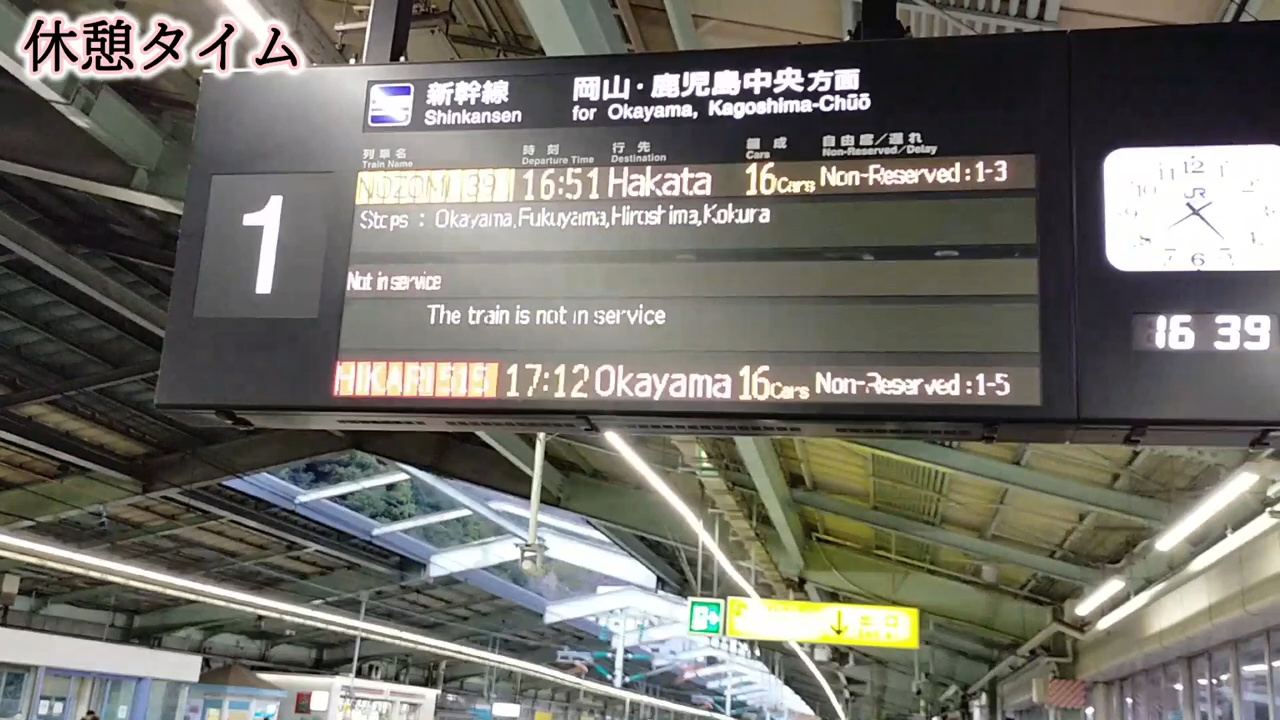 休憩タイム
新幹線
Shinkansen
岡山・鹿児島中央方面
for Okayama, Kagoshima-Chūō
列車名
Train Name
時刻
Departure Time
行先
Destination
編成
Cars
自由席/遅れ
Non-Reserved/Delay
1
NOZOMI 39 16:51 Hakata 16Cars Non-Reserved:1-3
Stops : Okayama,Fukuyama,Hiroshima,Kokura
Not in service
The train is not in service
HIKARI 515 17:12 Okayama 16Cars Non-Reserved:1-5
JR
16 39
出口